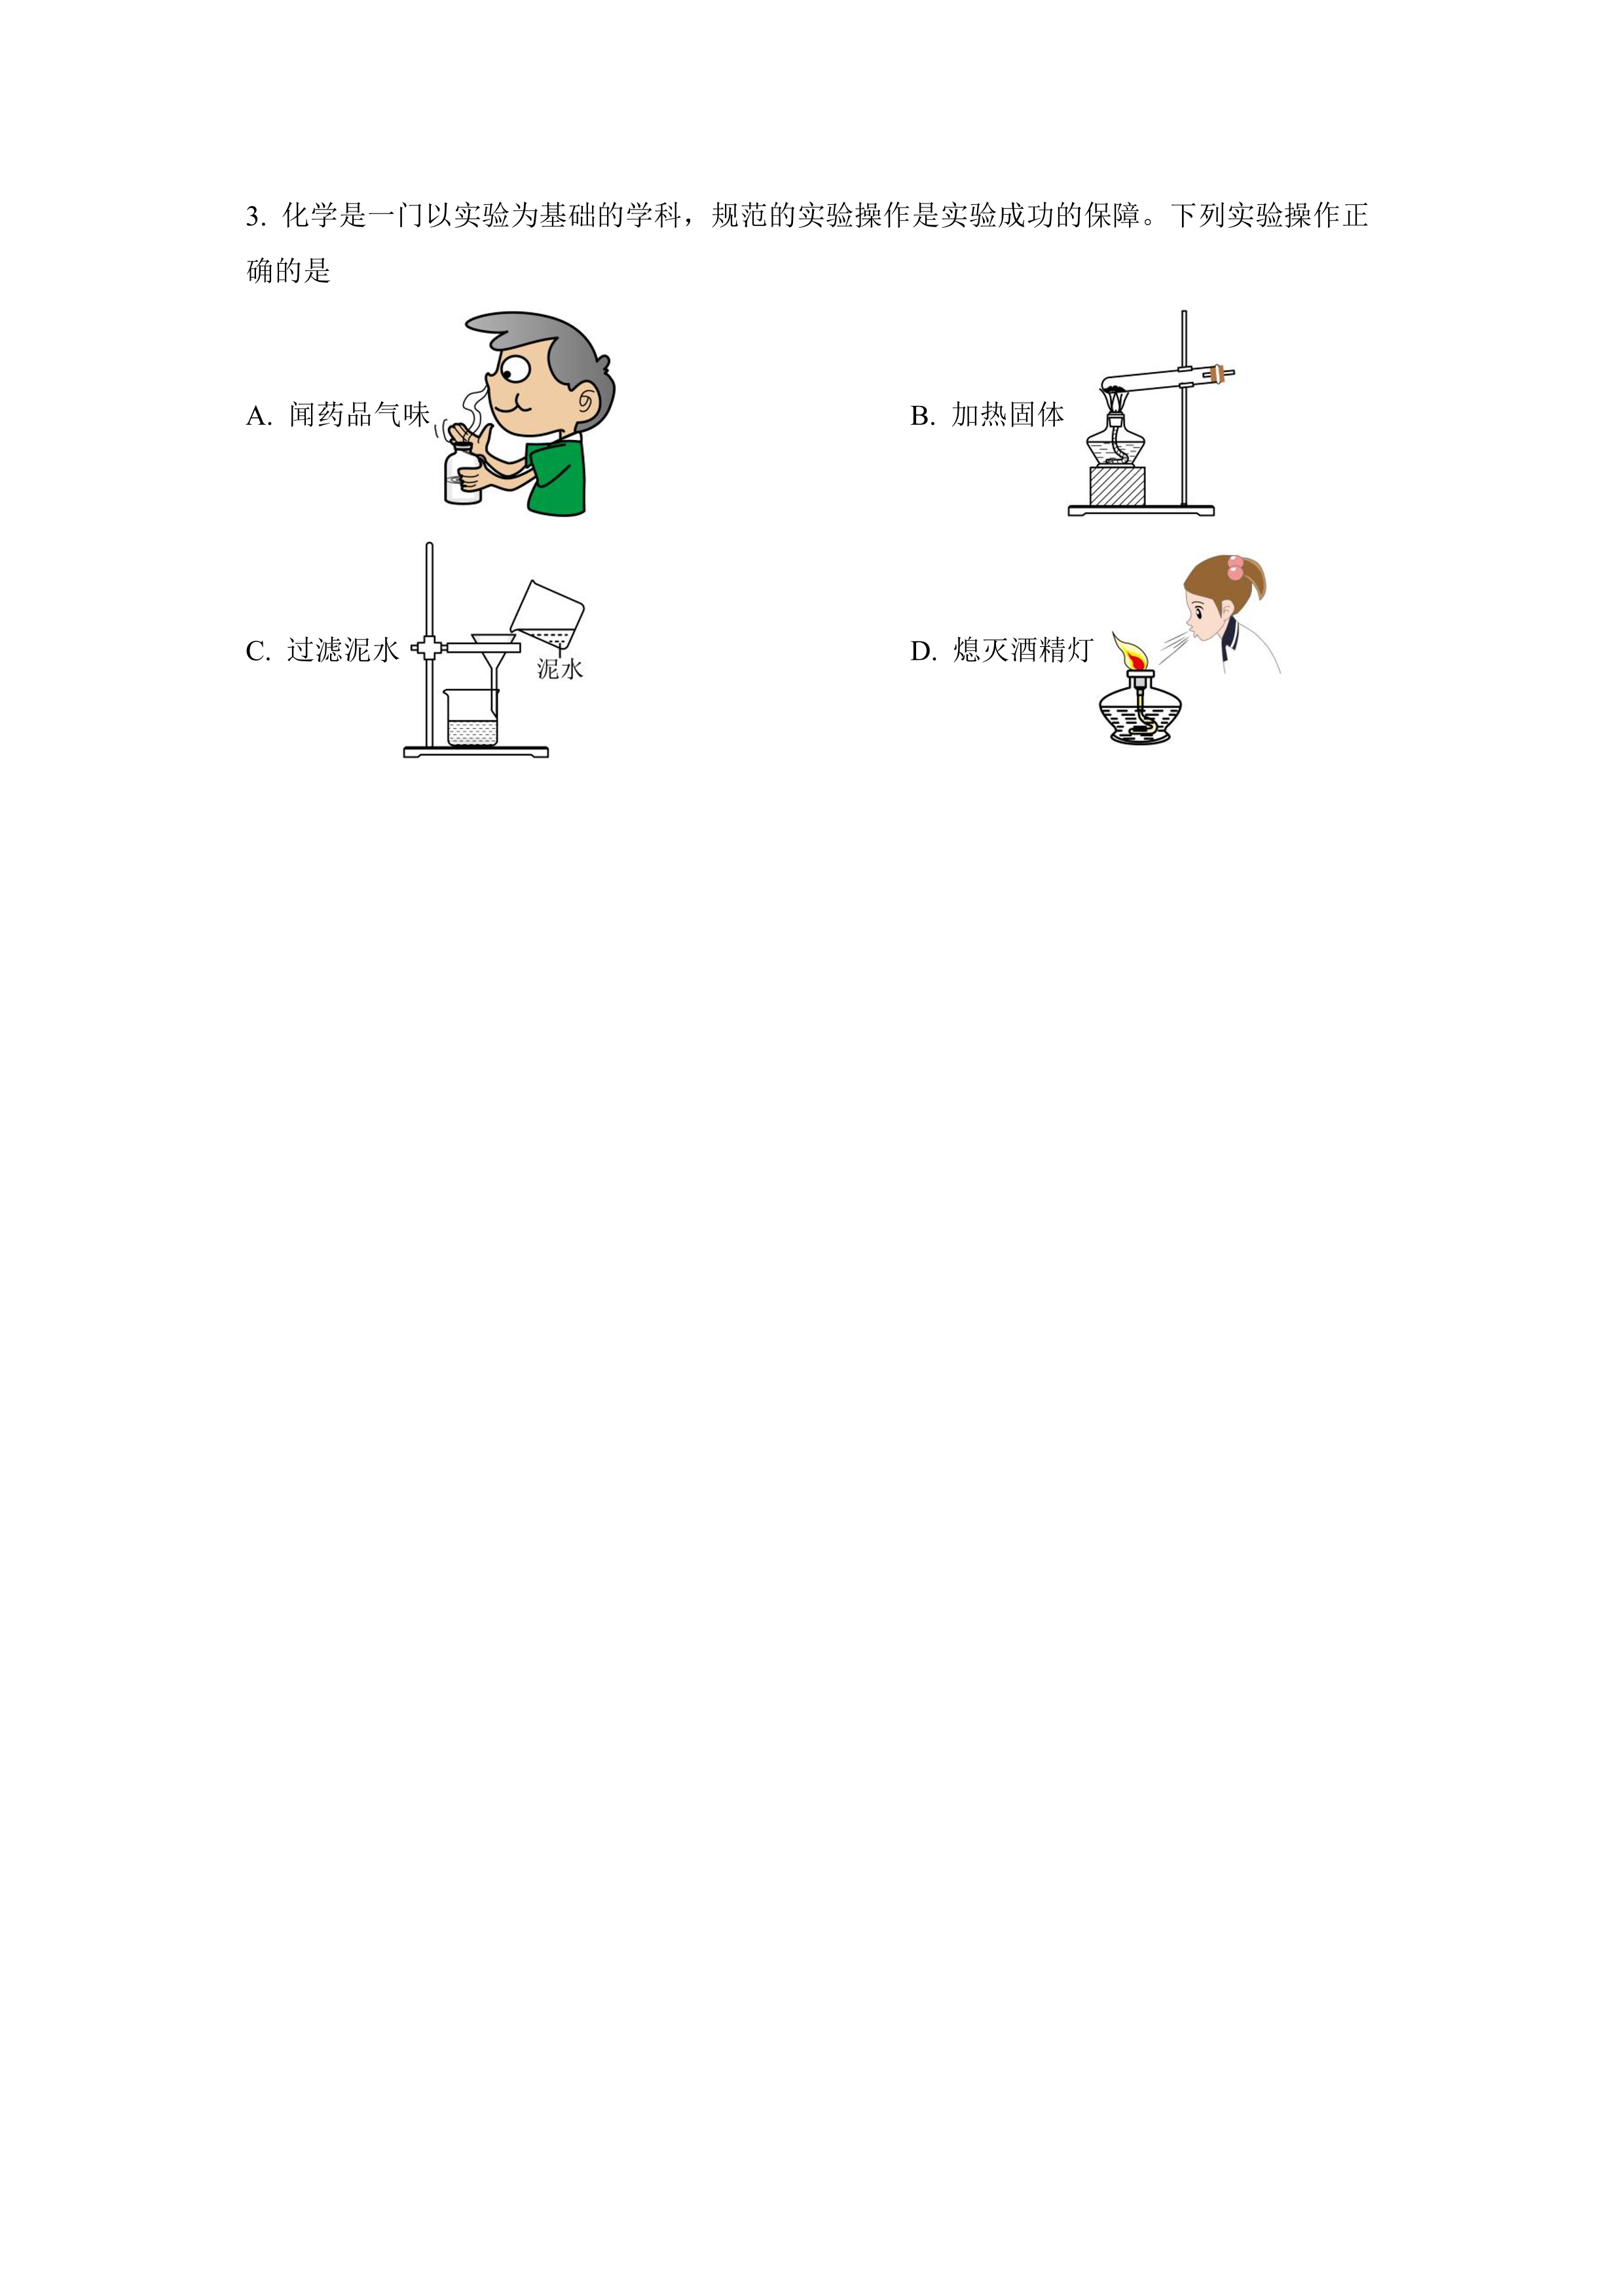 3. 化学是一门以实验为基础的学科，规范的实验操作是实验成功的保障。下列实验操作正
确的是
A. 闻药品气味
B. 加热固体
C. 过滤泥水
泥水
D. 熄灭酒精灯